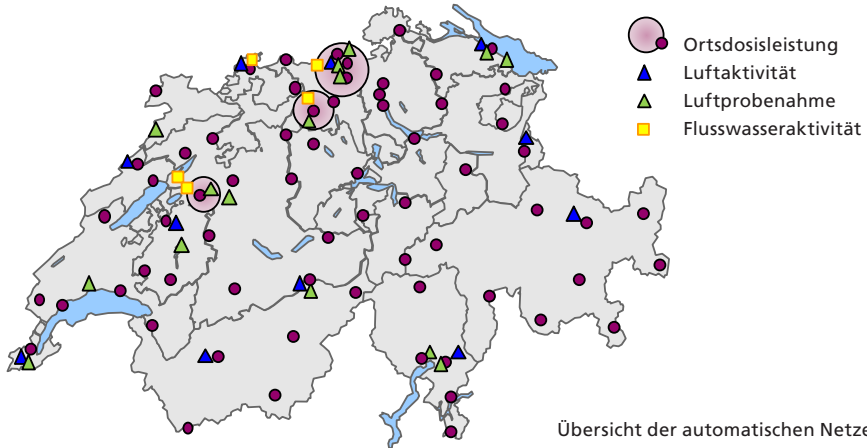 Ortsdosisleistung
Luftaktivität
Luftprobenahme
Flusswasseraktivität
Übersicht der automatischen Netze